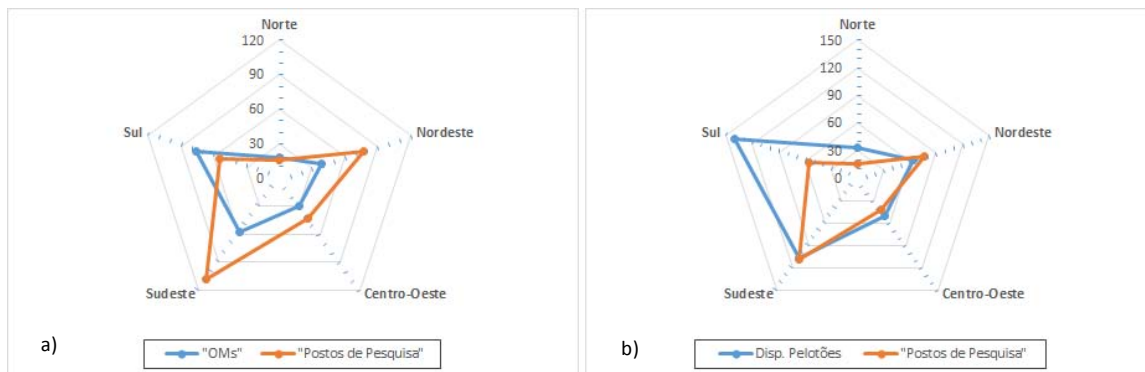 Norte
120
90
60
30
0
Sul
Nordeste
Sudeste
Centro-Oeste
a)
"OMs" "Postos de Pesquisa"
Norte
150
120
90
60
30
0
Sul
Nordeste
Sudeste
Centro-Oeste
b)
Disp. Pelotões "Postos de Pesquisa"